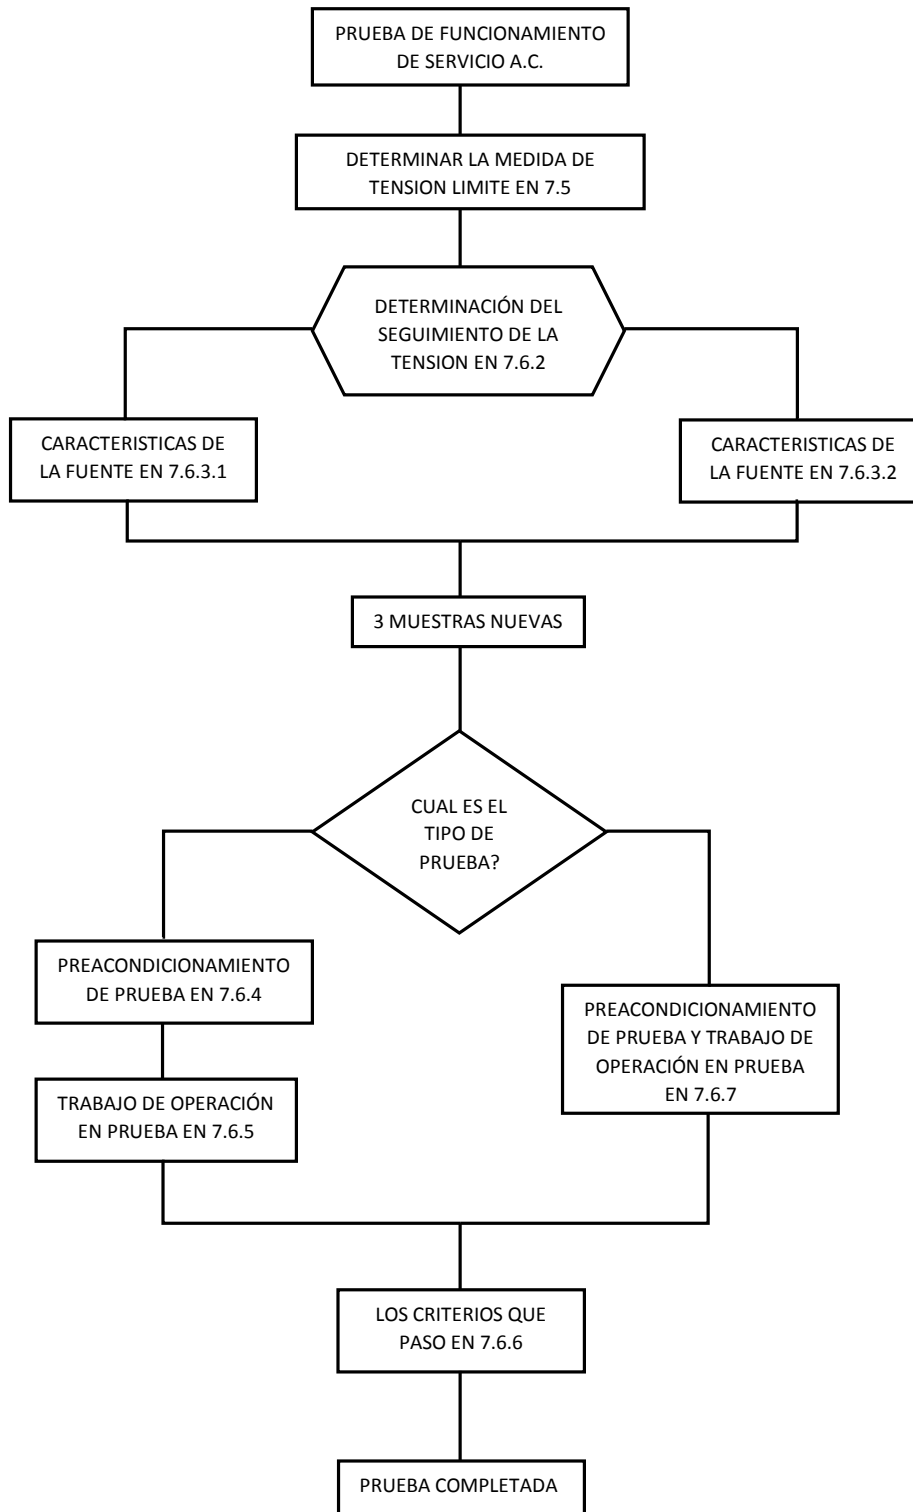 PRUEBA DE FUNCIONAMIENTO
DE SERVICIO A.C.
DETERMINAR LA MEDIDA DE
TENSION LIMITE EN 7.5
DETERMINACIÓN DEL
SEGUIMIENTO DE LA
TENSION EN 7.6.2
CARACTERISTICAS DE
LA FUENTE EN 7.6.3.1
CARACTERISTICAS DE
LA FUENTE EN 7.6.3.2
3 MUESTRAS NUEVAS
CUAL ES EL
TIPO DE
PRUEBA?
PREACONDICIONAMIENTO
DE PRUEBA EN 7.6.4
TRABAJO DE OPERACIÓN
EN PRUEBA EN 7.6.5
PREACONDICIONAMIENTO
DE PRUEBA Y TRABAJO DE
OPERACIÓN EN PRUEBA
EN 7.6.7
LOS CRITERIOS QUE
PASO EN 7.6.6
PRUEBA COMPLETADA